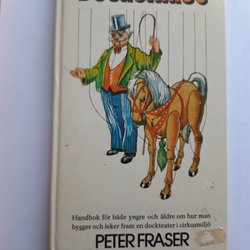 Handbok för både yngre och äldre om hur man
bygger och leker fram en dockteater i cirkusmiljö
PETER FRASER